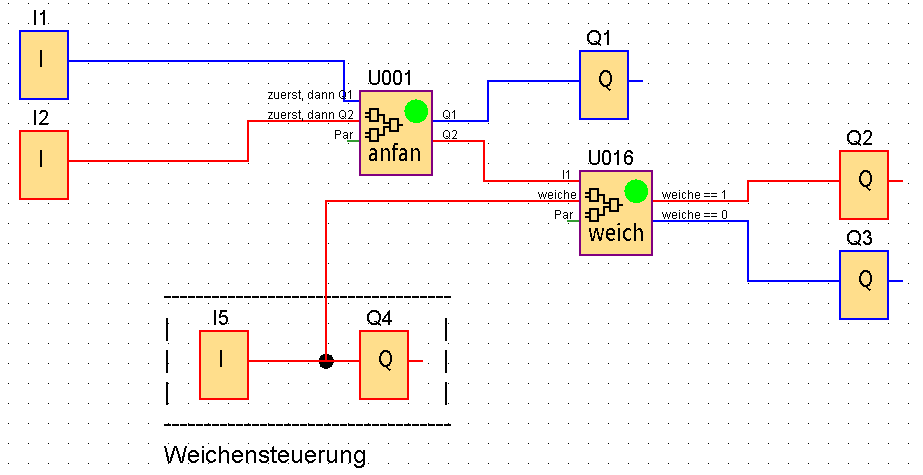 I1
I
I2
I
zuerst, dann Q1
zuerst, dann Q2
Par
U001
anfan
Q1
Q2
Q1
Q
I1
weiche
Par
U016
weich
weiche == 1
weiche == 0
Q2
Q
Q3
Q
I5
I
Q4
Q
Weichensteuerung